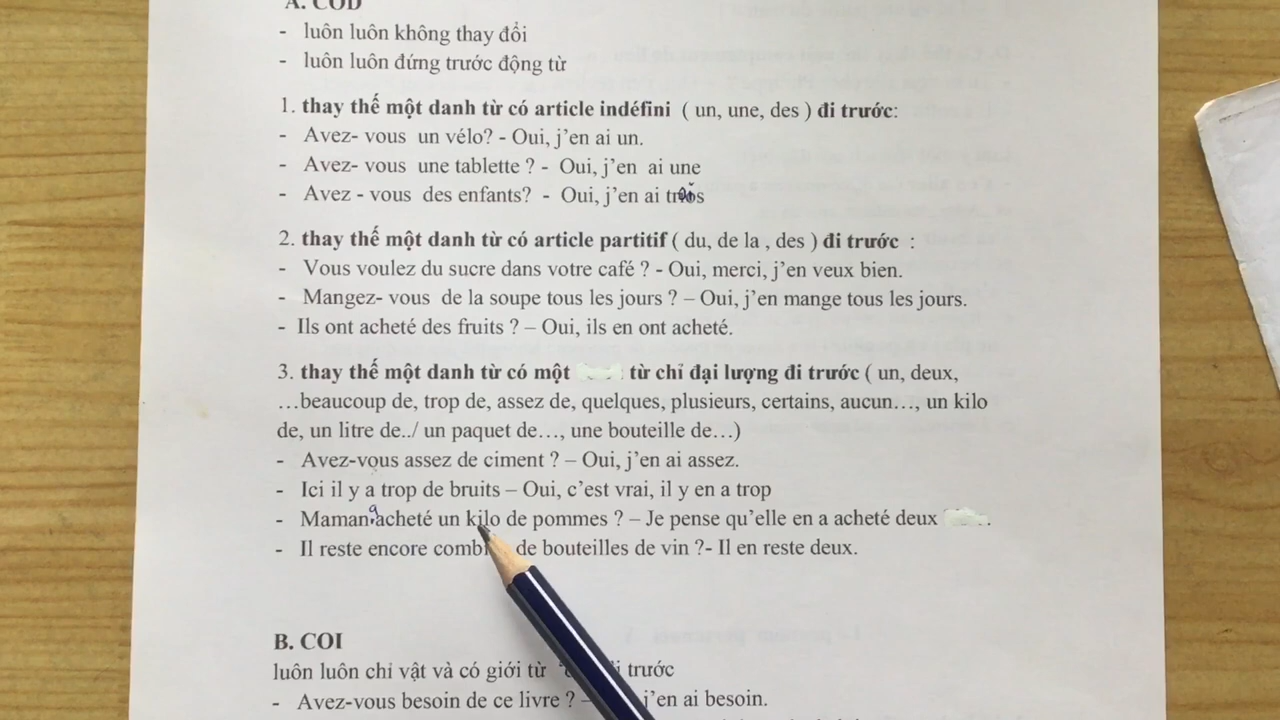 A. COD
- luôn luôn không thay đổi
- luôn luôn đứng trước động từ
1. thay thế một danh từ có article indéfini ( un, une, des ) đi trước:
- Avez- vous un vélo? - Oui, j’en ai un.
- Avez- vous une tablette ? - Oui, j’en ai une
- Avez - vous des enfants? - Oui, j’en ai trois
2. thay thế một danh từ có article partitif ( du, de la , des ) đi trước :
- Vous voulez du sucre dans votre café ? - Oui, merci, j’en veux bien.
- Mangez- vous de la soupe tous les jours ? – Oui, j’en mange tous les jours.
- Ils ont acheté des fruits ? – Oui, ils en ont acheté.
3. thay thế một danh từ có một từ chỉ đại lượng đi trước ( un, deux,
…beaucoup de, trop de, assez de, quelques, plusieurs, certains, aucun…, un kilo
de, un litre de../ un paquet de…, une bouteille de…)
- Avez-vous assez de ciment ? – Oui, j’en ai assez.
- Ici il y a trop de bruits – Oui, c’est vrai, il y en a trop
- Maman a acheté un kilo de pommes ? – Je pense qu’elle en a acheté deux .
- Il reste encore de bouteilles de vin ?- Il en reste deux.
B. COI
luôn luôn chỉ vật và có giới từ trước
- Avez-vous besoin de ce livre ? – j’en ai besoin.